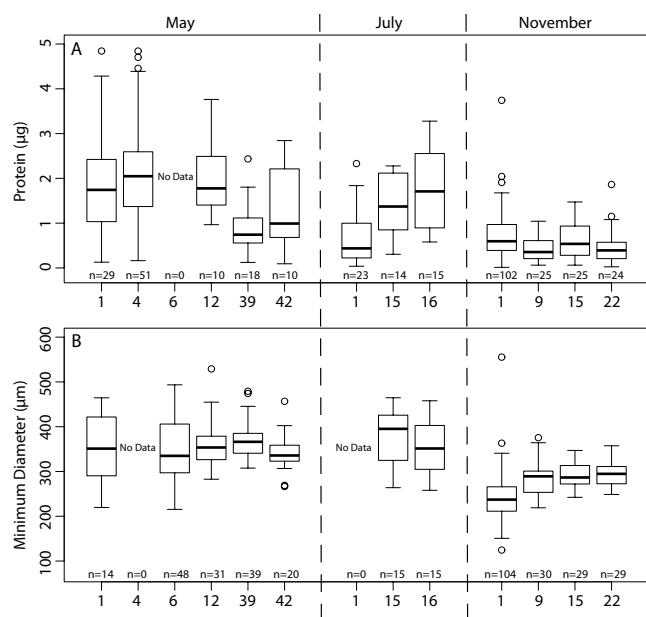 May July November
A
Protein (µg)
5
4
3
2
1
0
No Data
n=29 n=51 n=0 n=10 n=18 n=10 n=23 n=14 n=15 n=102 n=25 n=25 n=24
1 4 6 12 39 42 1 15 16 1 9 15 22
B
Minimum Diameter (µm)
600
500
400
300
200
100
No Data No Data
n=14 n=0 n=48 n=31 n=39 n=20 n=0 n=15 n=15 n=104 n=30 n=29 n=29
1 4 6 12 39 42 1 15 16 1 9 15 22